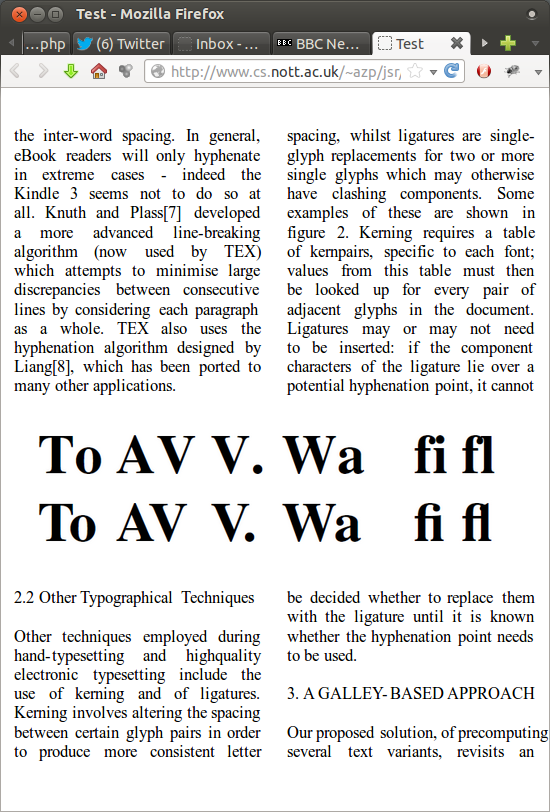 Test - Mozilla Firefox
...php
(6) Twitter
Inbox - ...
BBC
BBC Ne...
Test
http://www.cs.nott.ac.uk/~azp/jsr,
the inter-word spacing. In general,
eBook readers will only hyphenate
in extreme cases - indeed the
Kindle 3 seems not to do so at
all. Knuth and Plass[7] developed
a more advanced line-breaking
algorithm (now used by TEX)
which attempts to minimise large
discrepancies between consecutive
lines by considering each paragraph
as a whole. TEX also uses the
hyphenation algorithm designed by
Liang[8], which has been ported to
many other applications.
To AV V. Wa fi fl
To AV V. Wa fi fl
2.2 Other Typographical Techniques
Other techniques employed during
hand-typesetting and highquality
electronic typesetting include the
use of kerning and of ligatures.
Kerning involves altering the spacing
between certain glyph pairs in order
to produce more consistent letter
spacing, whilst ligatures are single-
glyph replacements for two or more
single glyphs which may otherwise
have clashing components. Some
examples of these are shown in
figure 2. Kerning requires a table
of kernpairs, specific to each font;
values from this table must then
be looked up for every pair of
adjacent glyphs in the document.
Ligatures may or may not need
to be inserted: if the component
characters of the ligature lie over a
potential hyphenation point, it cannot
be decided whether to replace them
with the ligature until it is known
whether the hyphenation point needs
to be used.
3. A GALLEY- BASED APPROACH
Our proposed solution, of precomputing
several text variants, revisits an